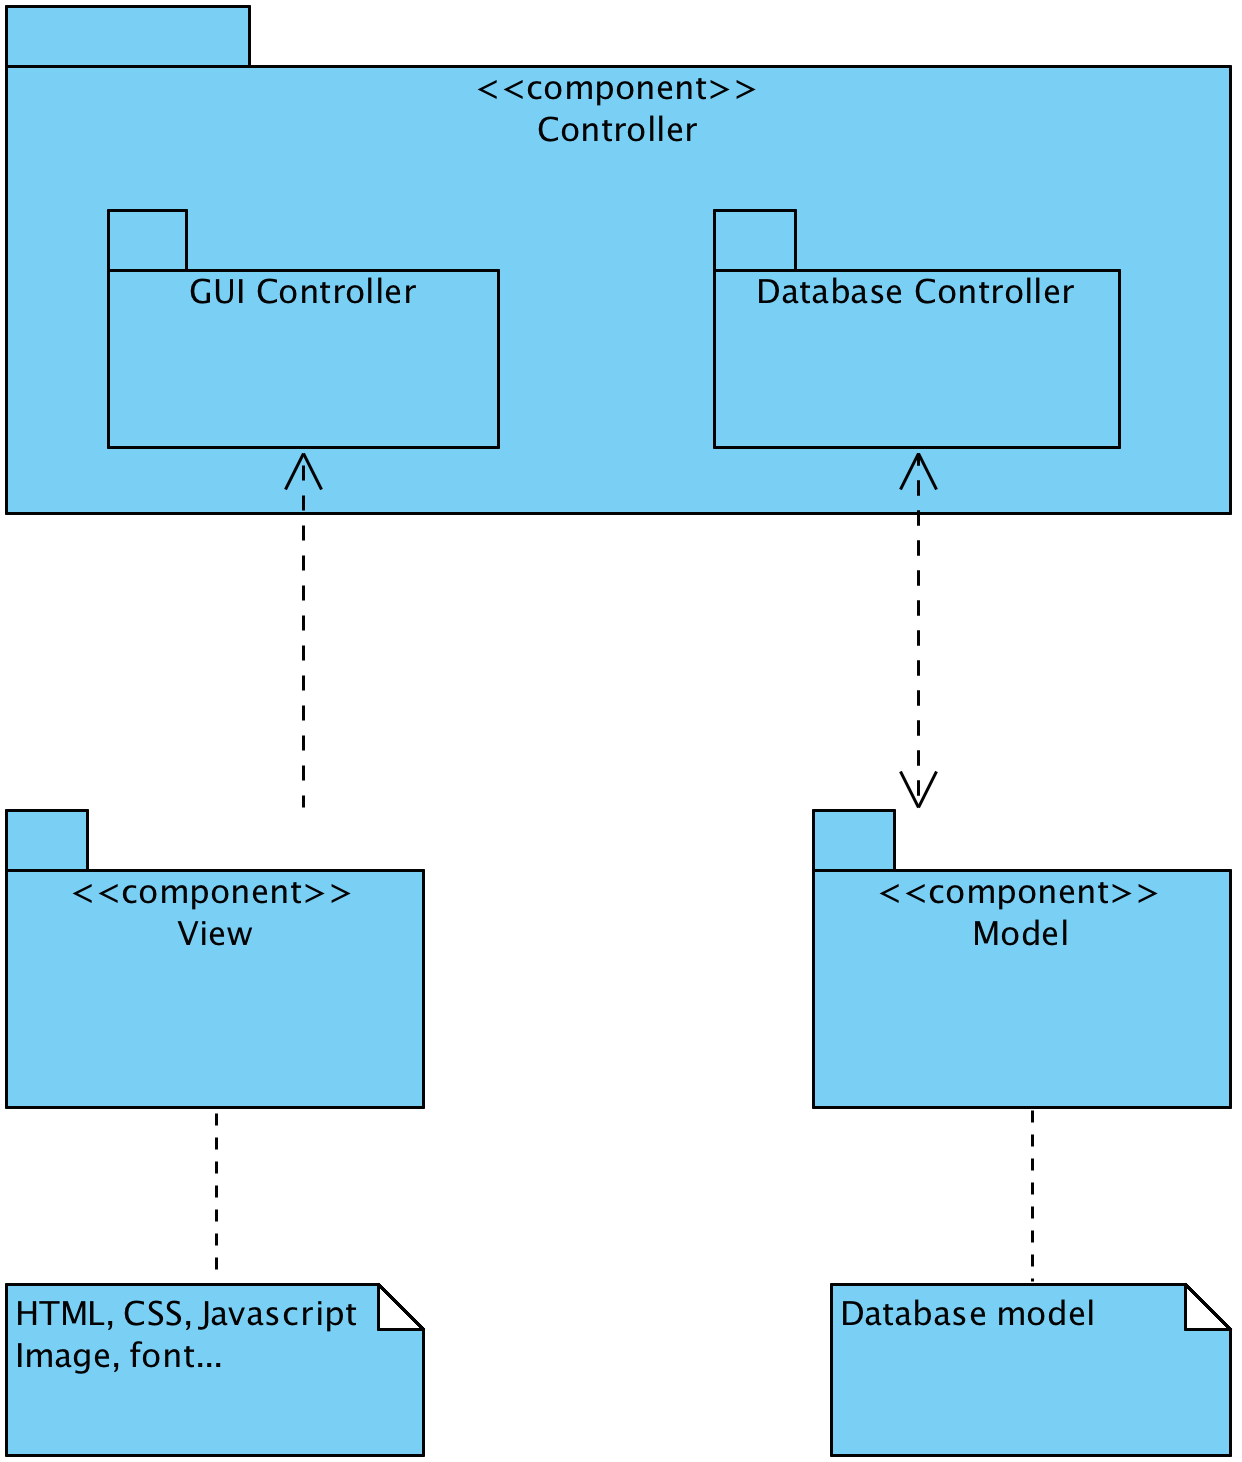 <<component>>
Controller
GUI Controller
Database Controller
<<component>>
View
<<component>>
Model
HTML, CSS, Javascript
Image, font...
Database model